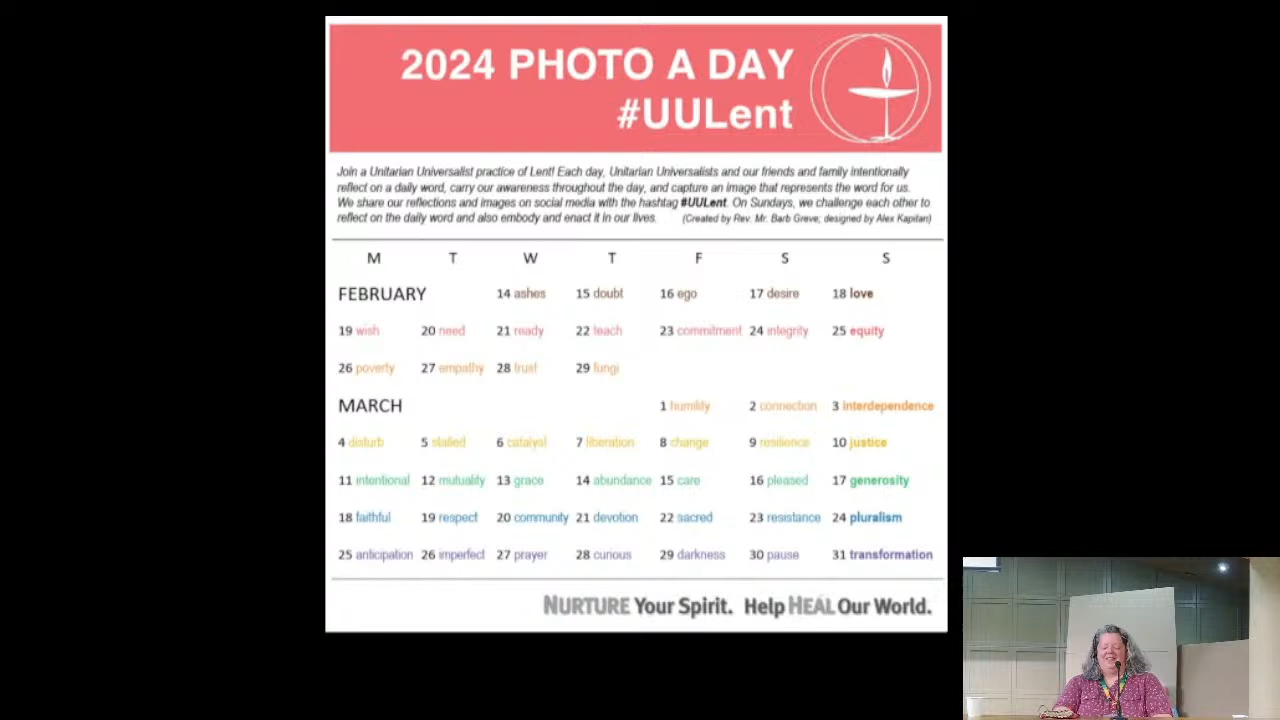 2024 PHOTO A DAY
#UULent
Join a Unitarian Universalist practice of Lent! Each day, Unitarian Universalists and our friends and family intentionally
reflect on a daily word, carry our awareness throughout the day, and capture an image that represents the word for us.
We share our reflections and images on social media with the hashtag #UULent. On Sundays, we challenge each other to
reflect on the daily word and also embody and enact it in our lives. (Created by Rev. Mr. Barb Greve; designed by Alex Kapitan)
M T W T F S S
FEBRUARY 14 ashes 15 doubt 16 ego 17 desire 18 love
19 wish 20 need 21 ready 22 teach 23 commitment 24 integrity 25 equity
26 poverty 27 empathy 28 trust 29 fungi
MARCH 1 humility 2 connection 3 interdependence
4 disturb 5 stalled 6 catalyst 7 liberation 8 change 9 resilience 10 justice
11 intentional 12 mutuality 13 grace 14 abundance 15 care 16 pleased 17 generosity
18 faithful 19 respect 20 community 21 devotion 22 sacred 23 resistance 24 pluralism
25 anticipation 26 imperfect 27 prayer 28 curious 29 darkness 30 pause 31 transformation
NURTURE Your Spirit. Help HEAL Our World.